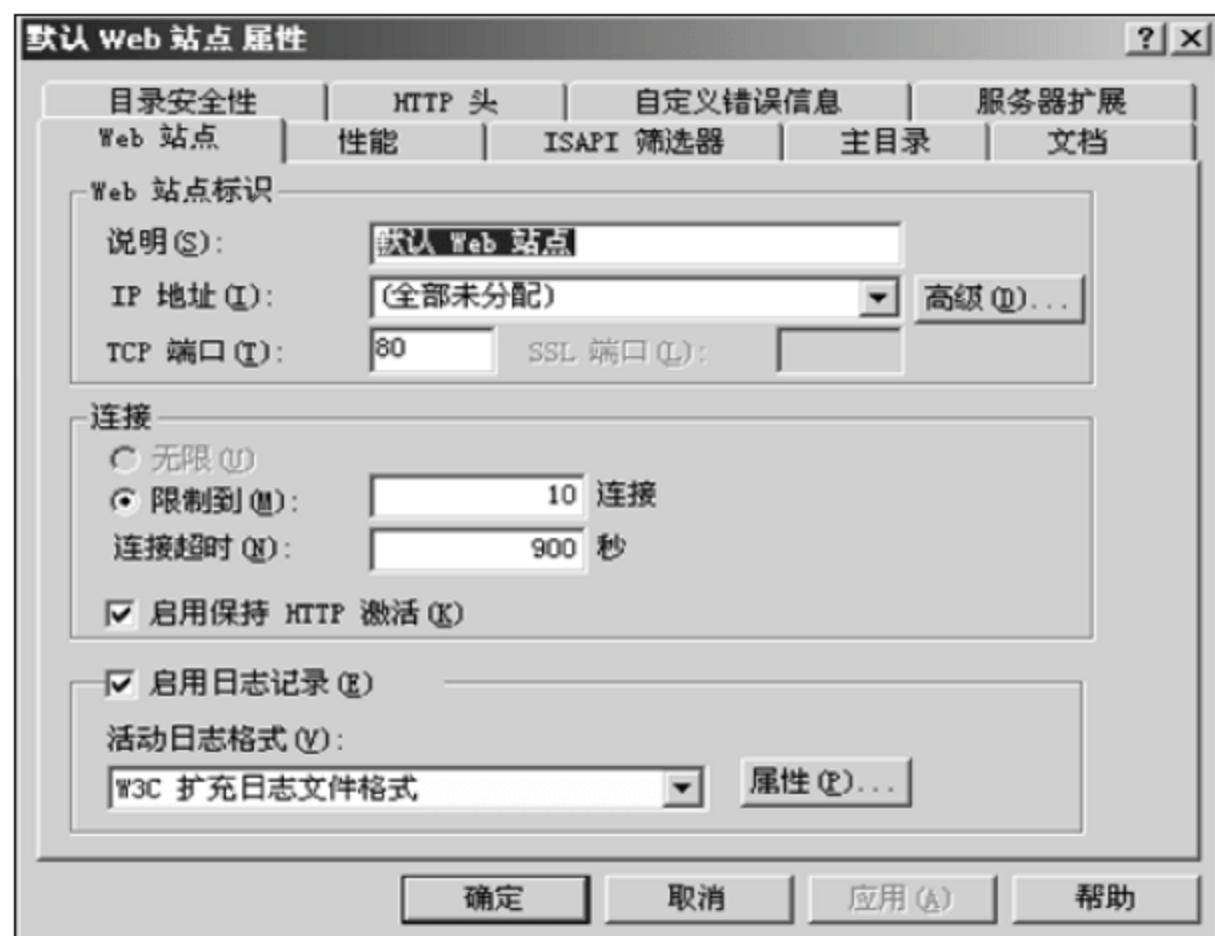 默认 Web 站点 属性
目录安全性 HTTP 头 自定义错误信息 服务器扩展
Web 站点 性能 ISAPI 筛选器 主目录 文档
Web 站点标识
说明(S): 默认 Web 站点
IP 地址(I): (全部未分配) 高级(D)...
TCP 端口(T): 80 SSL 端口(L):
连接
无限(U)
限制到(M): 10 连接
连接超时(N): 900 秒
启用保持 HTTP 激活(K)
启用日志记录(E)
活动日志格式(V):
W3C 扩充日志文件格式 属性(P)...
确定 取消 应用(A) 帮助